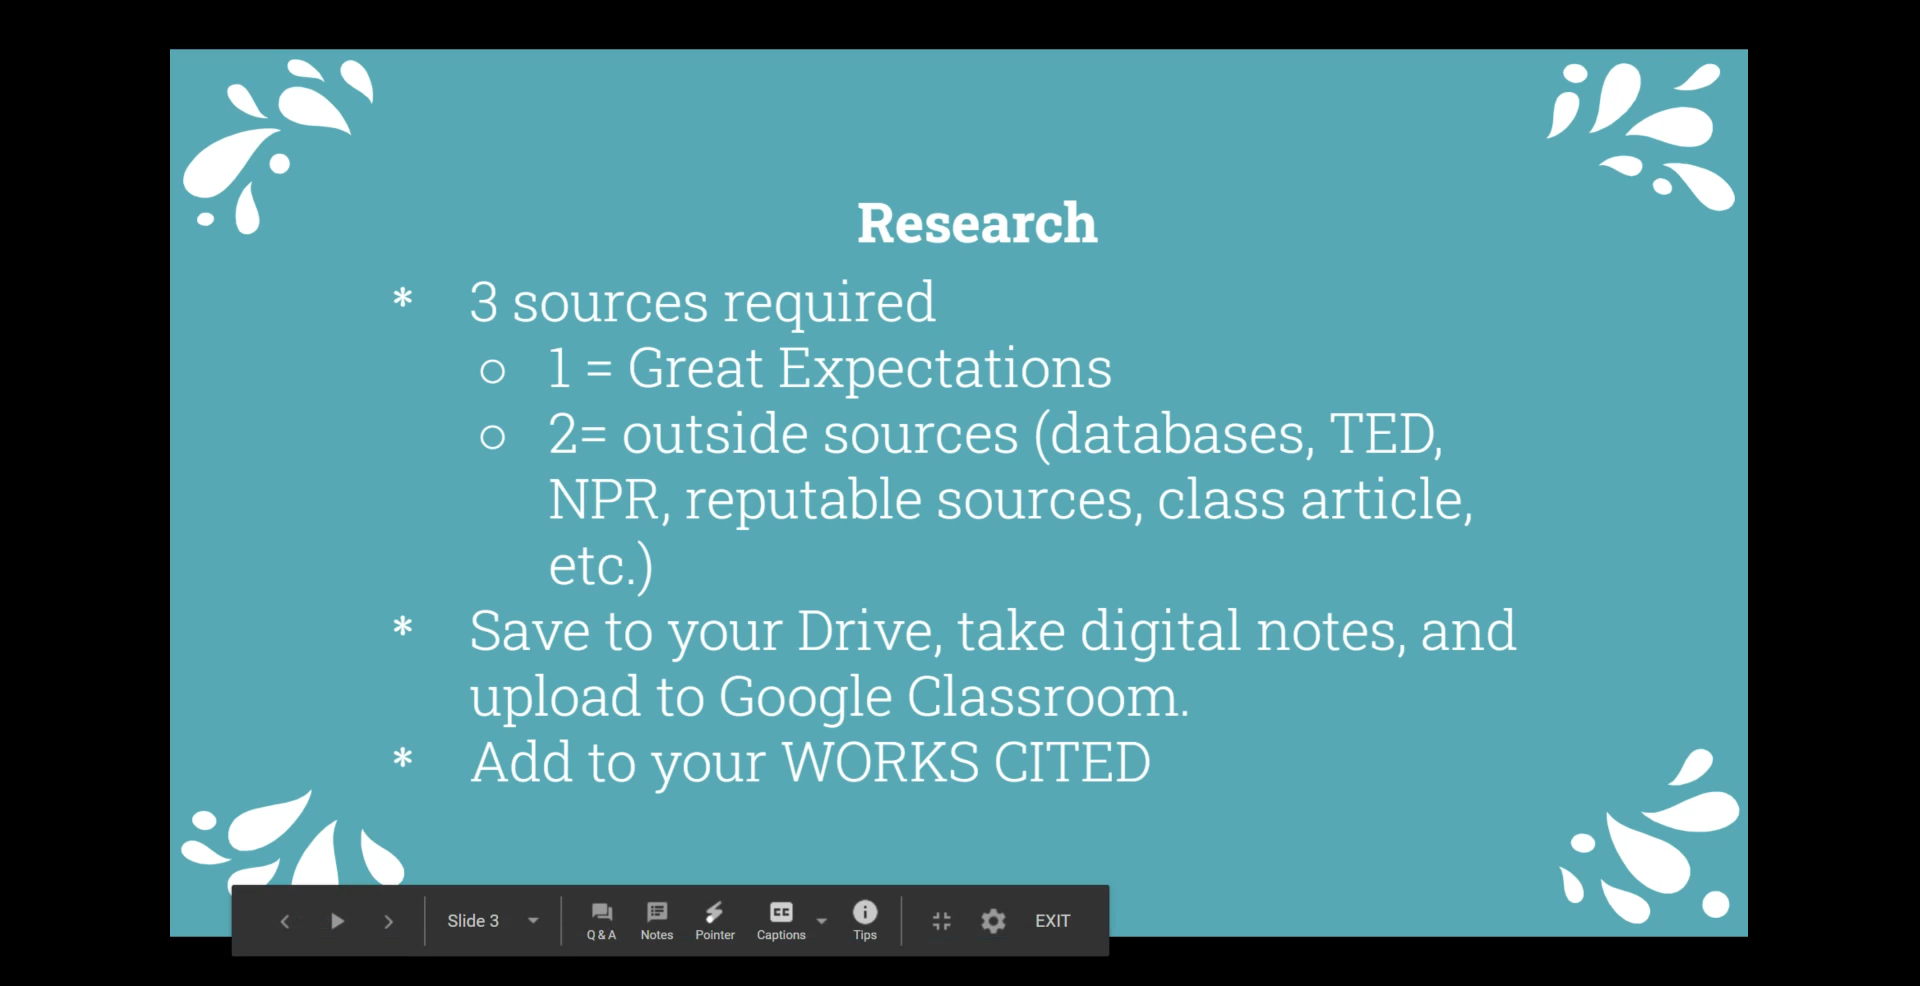 Research
* 3 sources required
○ 1 = Great Expectations
○ 2= outside sources (databases, TED,
NPR, reputable sources, class article,
etc.)
* Save to your Drive, take digital notes, and
upload to Google Classroom.
* Add to your WORKS CITED
Slide 3
Q & A
Notes
Pointer
CC
Captions
Tips
EXIT